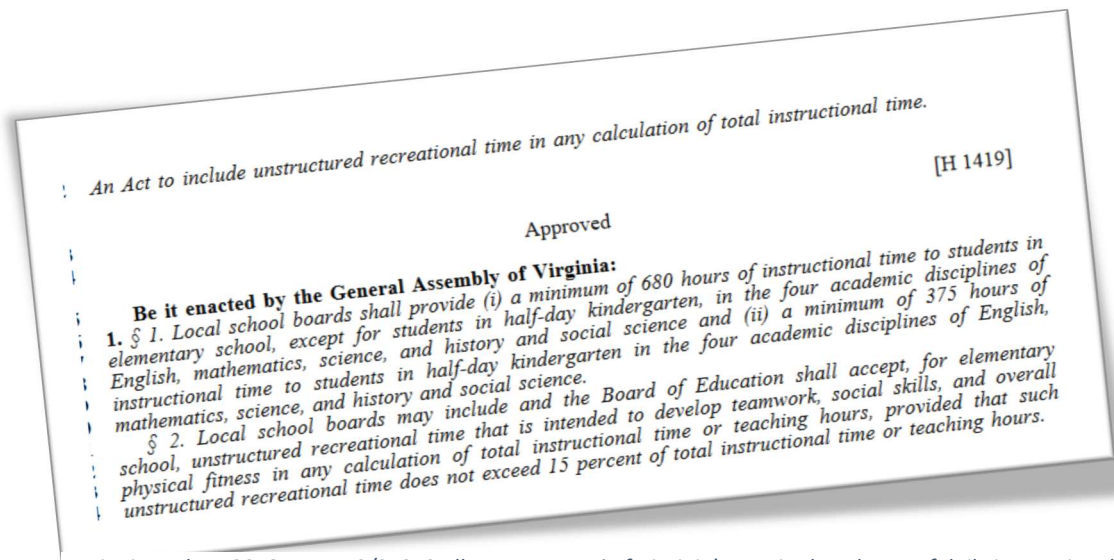 An Act to include unstructured recreational time in any calculation of total instructional time.
[H 1419]
Approved
Be it enacted by the General Assembly of Virginia:
1. § 1. Local school boards shall provide (i) a minimum of 680 hours of instructional time to students in
elementary school, except for students in half-day kindergarten, in the four academic disciplines of
English, mathematics, science, and history and social science and (ii) a minimum of 375 hours of
instructional time to students in half-day kindergarten in the four academic disciplines of English,
mathematics, science, and history and social science.
§ 2. Local school boards may include and the Board of Education shall accept, for elementary
school, unstructured recreational time that is intended to develop teamwork, social skills, and overall
physical fitness in any calculation of total instructional time or teaching hours, provided that such
unstructured recreational time does not exceed 15 percent of total instructional time or teaching hours.